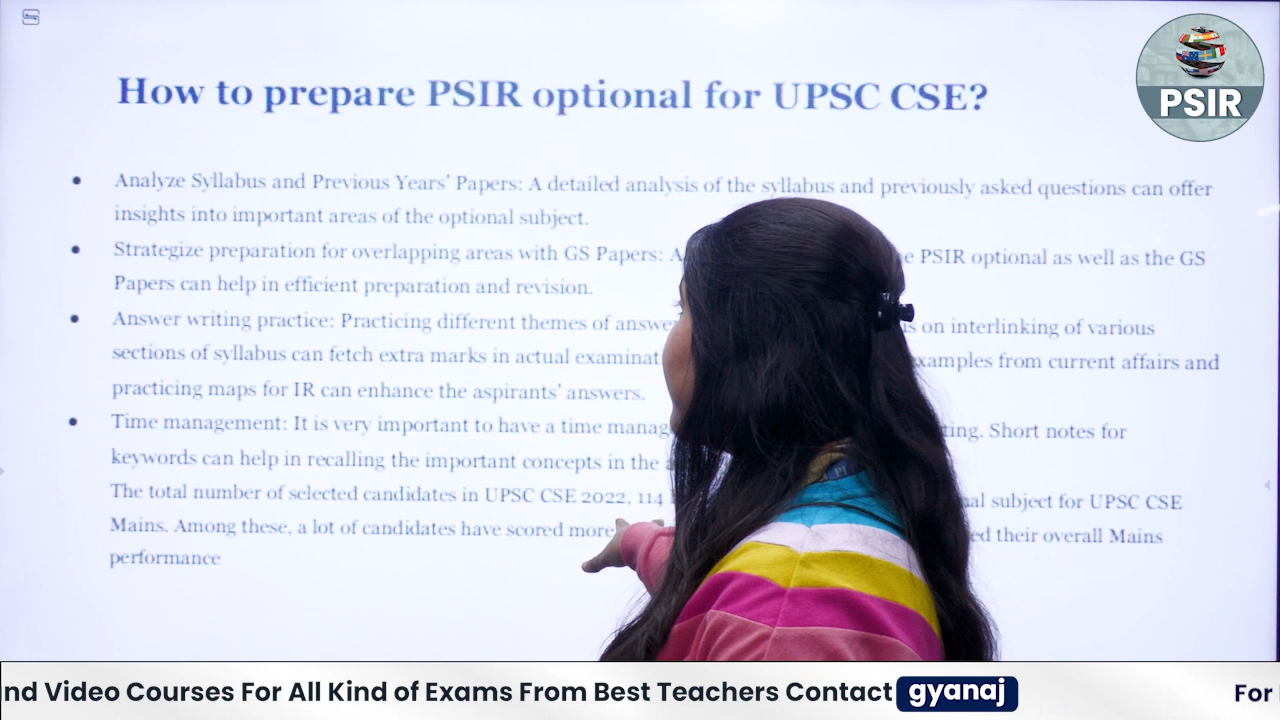 How to prepare PSIR optional for UPSC CSE?
PSIR
• Analyze Syllabus and Previous Years' Papers: A detailed analysis of the syllabus and previously asked questions can offer
insights into important areas of the optional subject.
• Strategize preparation for overlapping areas with GS Papers: PSIR optional as well as the GS
Papers can help in efficient preparation and revision.
• Answer writing practice: Practicing different themes of on interlinking of various
sections of syllabus can fetch extra marks in actual from current affairs and
practicing maps for IR can enhance the aspirants' answers.
• Time management: It is very important to have a time Short notes for
keywords can help in recalling the important concepts in the
The total number of selected candidates in UPSC CSE 2022, 114 subject for UPSC CSE
Mains. Among these, a lot of candidates have scored more their overall Mains
performance
nd Video Courses For All Kind of Exams From Best Teachers Contact gyanaj For